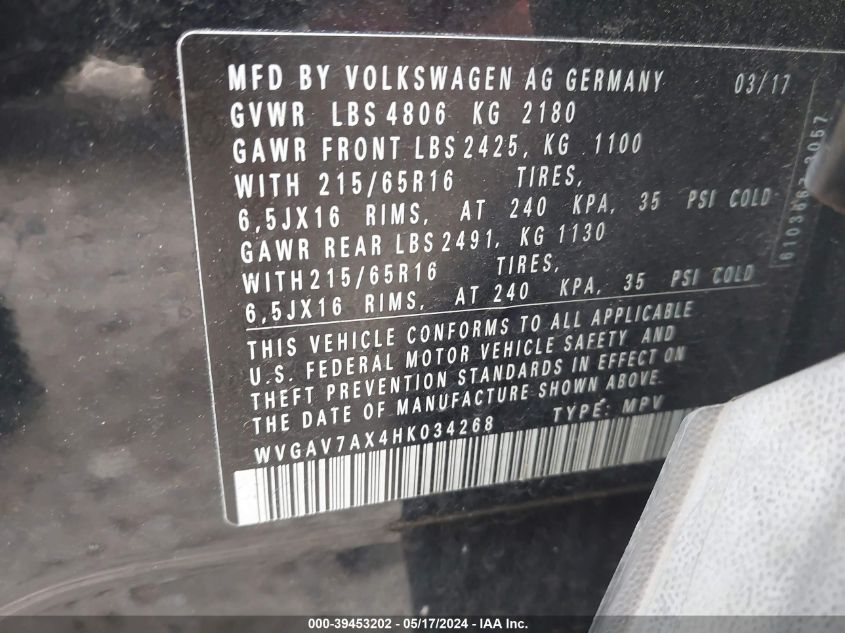 MFD BY VOLKSWAGEN AG GERMANY 03/17
GVWR LBS 4806 KG 2180
GAWR FRONT LBS 2425, KG 1100
WITH 215/65R16 TIRES,
6,5JX16 RIMS, AT 240 KPA, 35 PSI COLD
GAWR REAR LBS 2491, KG 1130
WITH 215/65R16 TIRES,
6,5JX16 RIMS, AT 240 KPA, 35 PSI COLD
THIS VEHICLE CONFORMS TO ALL APPLICABLE
U.S. FEDERAL MOTOR VEHICLE SAFETY AND
THEFT PREVENTION STANDARDS IN EFFECT ON
THE DATE OF MANUFACTURE SHOWN ABOVE.
WVGAV7AX4HK034268 TYPE: MPV
000-39453202 - 05/17/2024 - IAA Inc.